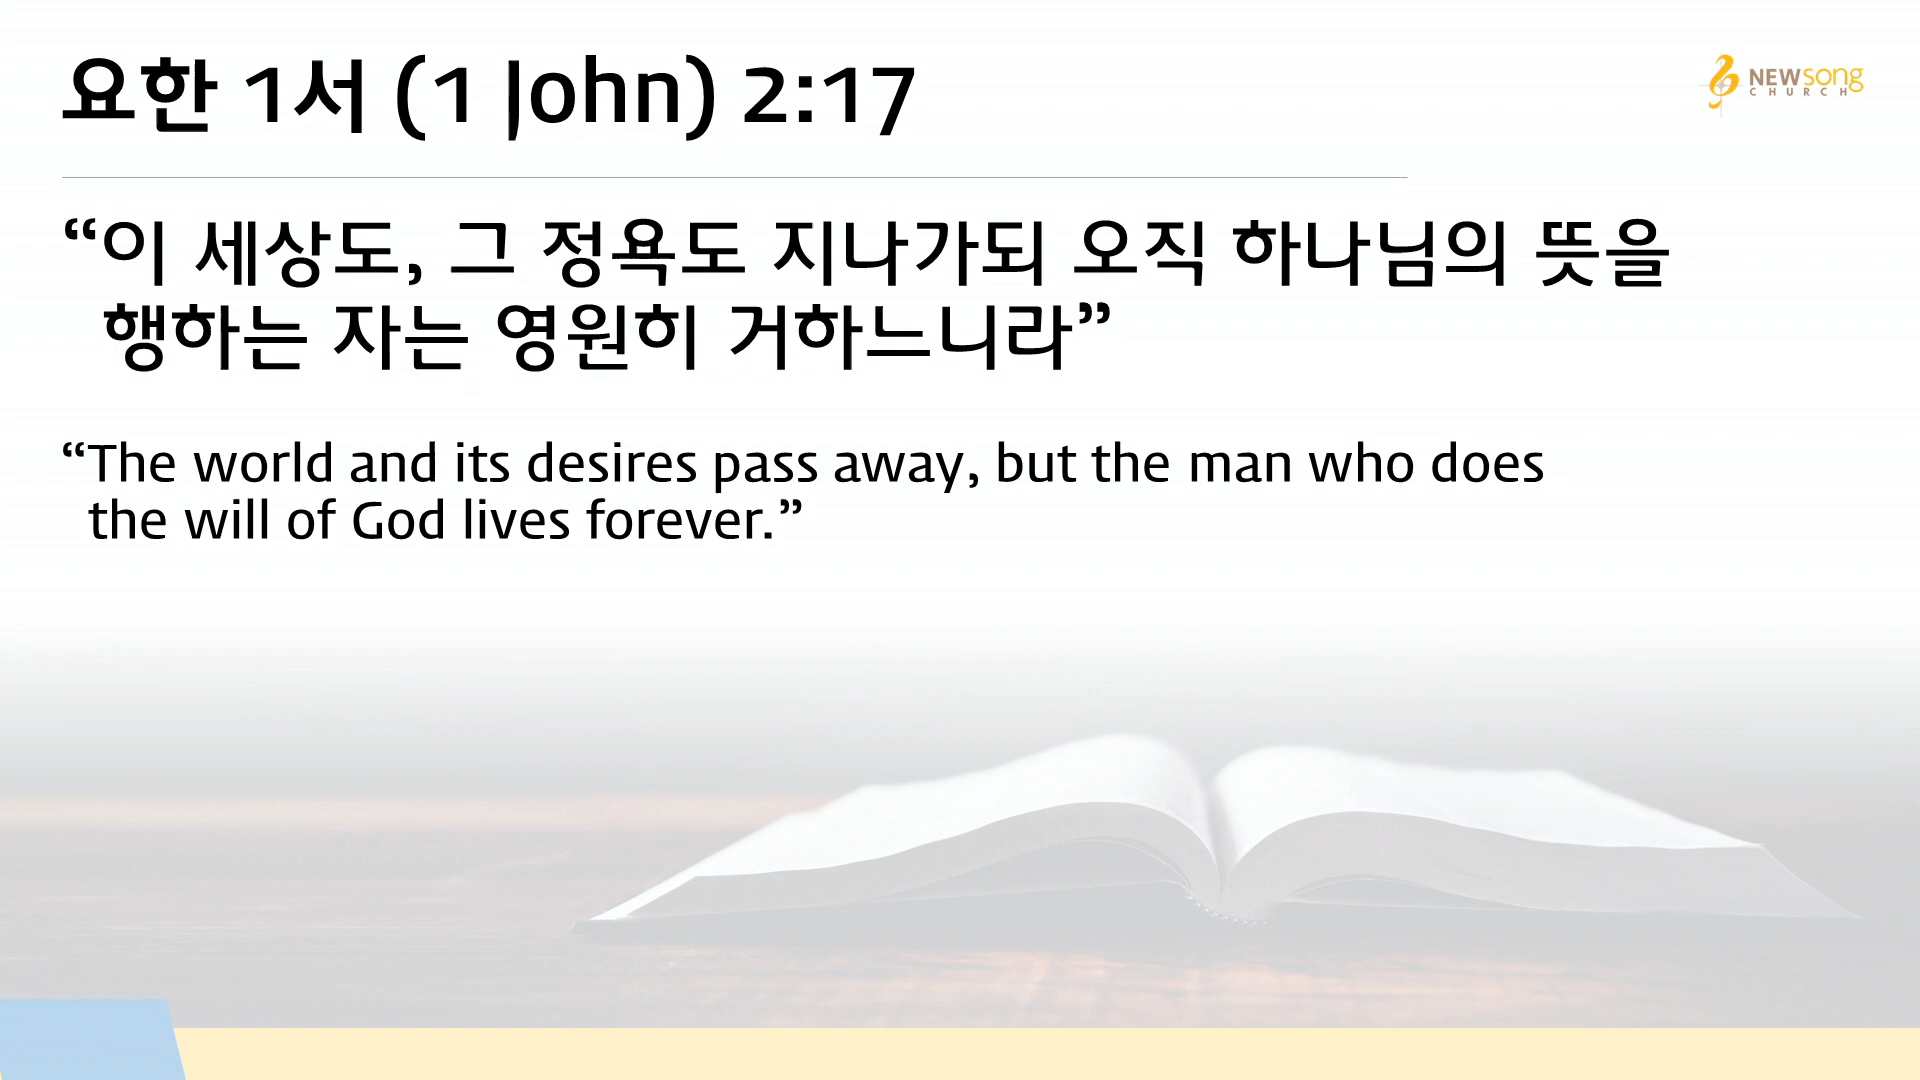 요한 1서 (1 John) 2:17
NEWsong
CHURCH
“이 세상도, 그 정욕도 지나가되 오직 하나님의 뜻을
행하는 자는 영원히 거하느니라”
“The world and its desires pass away, but the man who does
the will of God lives forever.”